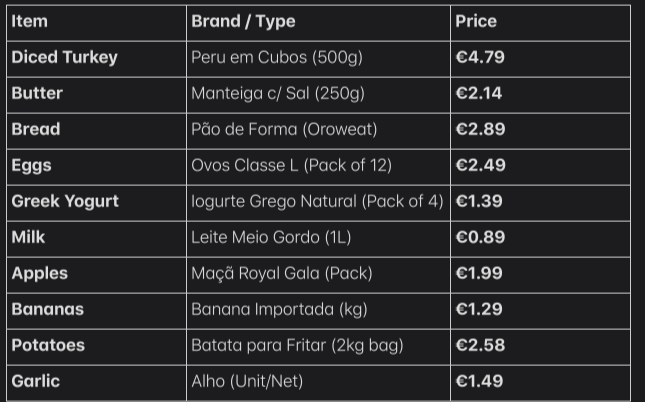 Item Brand / Type Price
Diced Turkey Peru em Cubos (500g) €4.79
Butter Manteiga c/ Sal (250g) €2.14
Bread Pão de Forma (Oroweat) €2.89
Eggs Ovos Classe L (Pack of 12) €2.49
Greek Yogurt Iogurte Grego Natural (Pack of 4) €1.39
Milk Leite Meio Gordo (1L) €0.89
Apples Maçã Royal Gala (Pack) €1.99
Bananas Banana Importada (kg) €1.29
Potatoes Batata para Fritar (2kg bag) €2.58
Garlic Alho (Unit/Net) €1.49